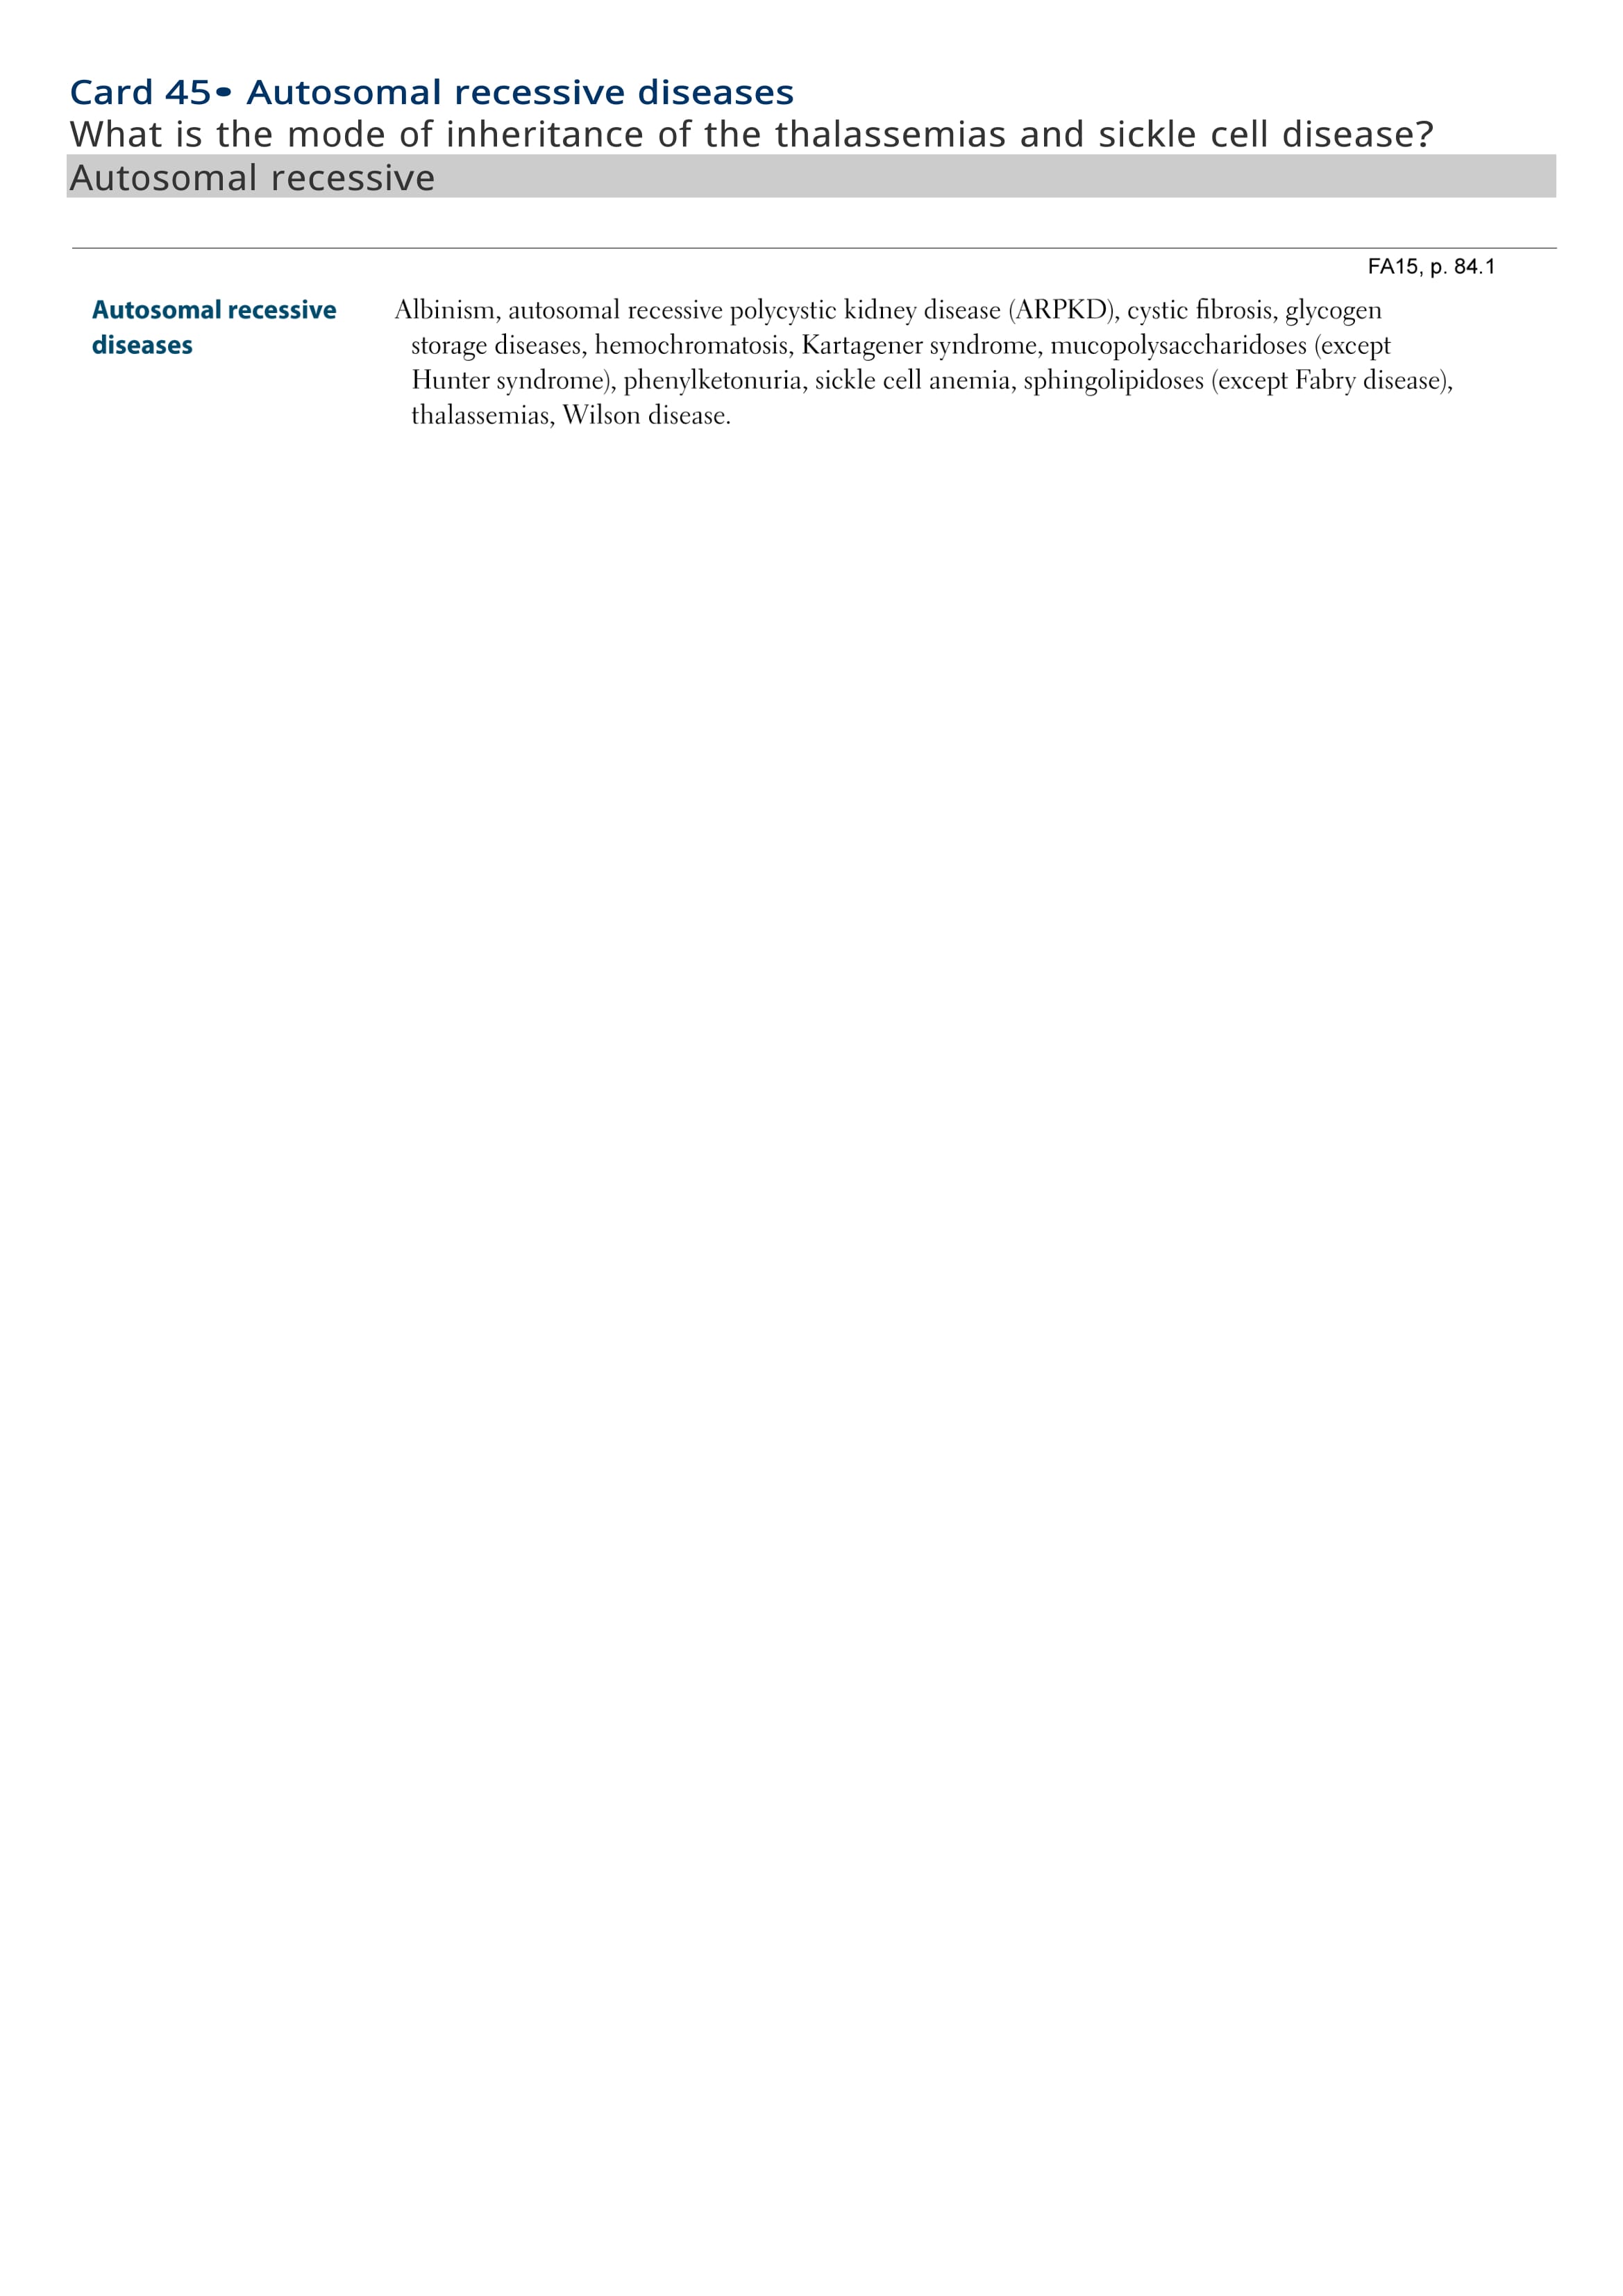 Card 45• Autosomal recessive diseases
What is the mode of inheritance of the thalassemias and sickle cell disease?
Autosomal recessive
FA15, p. 84.1
Autosomal recessive
diseases
Albinism, autosomal recessive polycystic kidney disease (ARPKD), cystic fibrosis, glycogen
storage diseases, hemochromatosis, Kartagener syndrome, mucopolysaccharidoses (except
Hunter syndrome), phenylketonuria, sickle cell anemia, sphingolipidoses (except Fabry disease),
thalassemias, Wilson disease.